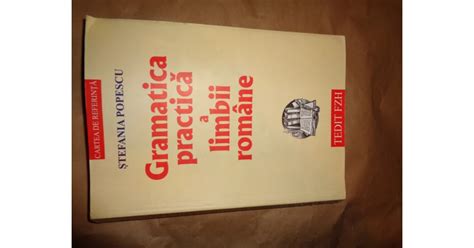 CARTEA DE REFERINȚĂ
ȘTEFANIA POPESCU
Gramatica
practică
a
limbii
române
TEDIT FZH